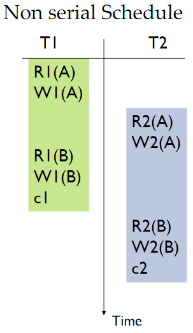 Non serial Schedule
T1 T2
R1(A)
W1(A)
R2(A)
W2(A)
R1(B)
W1(B)
c1
R2(B)
W2(B)
c2
Time